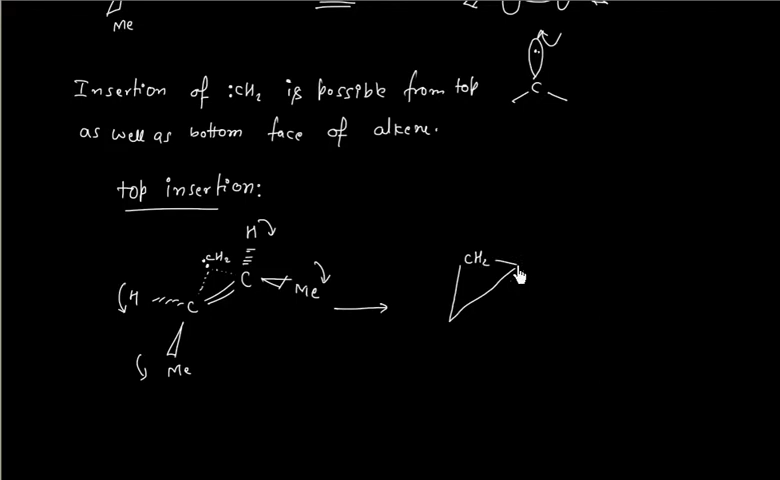 Me
Insertion of :CH2 is possible from top
C
as well as bottom face of alkene.
top insertion:
H
:CH2
CH2
C
Me
H
C
Me